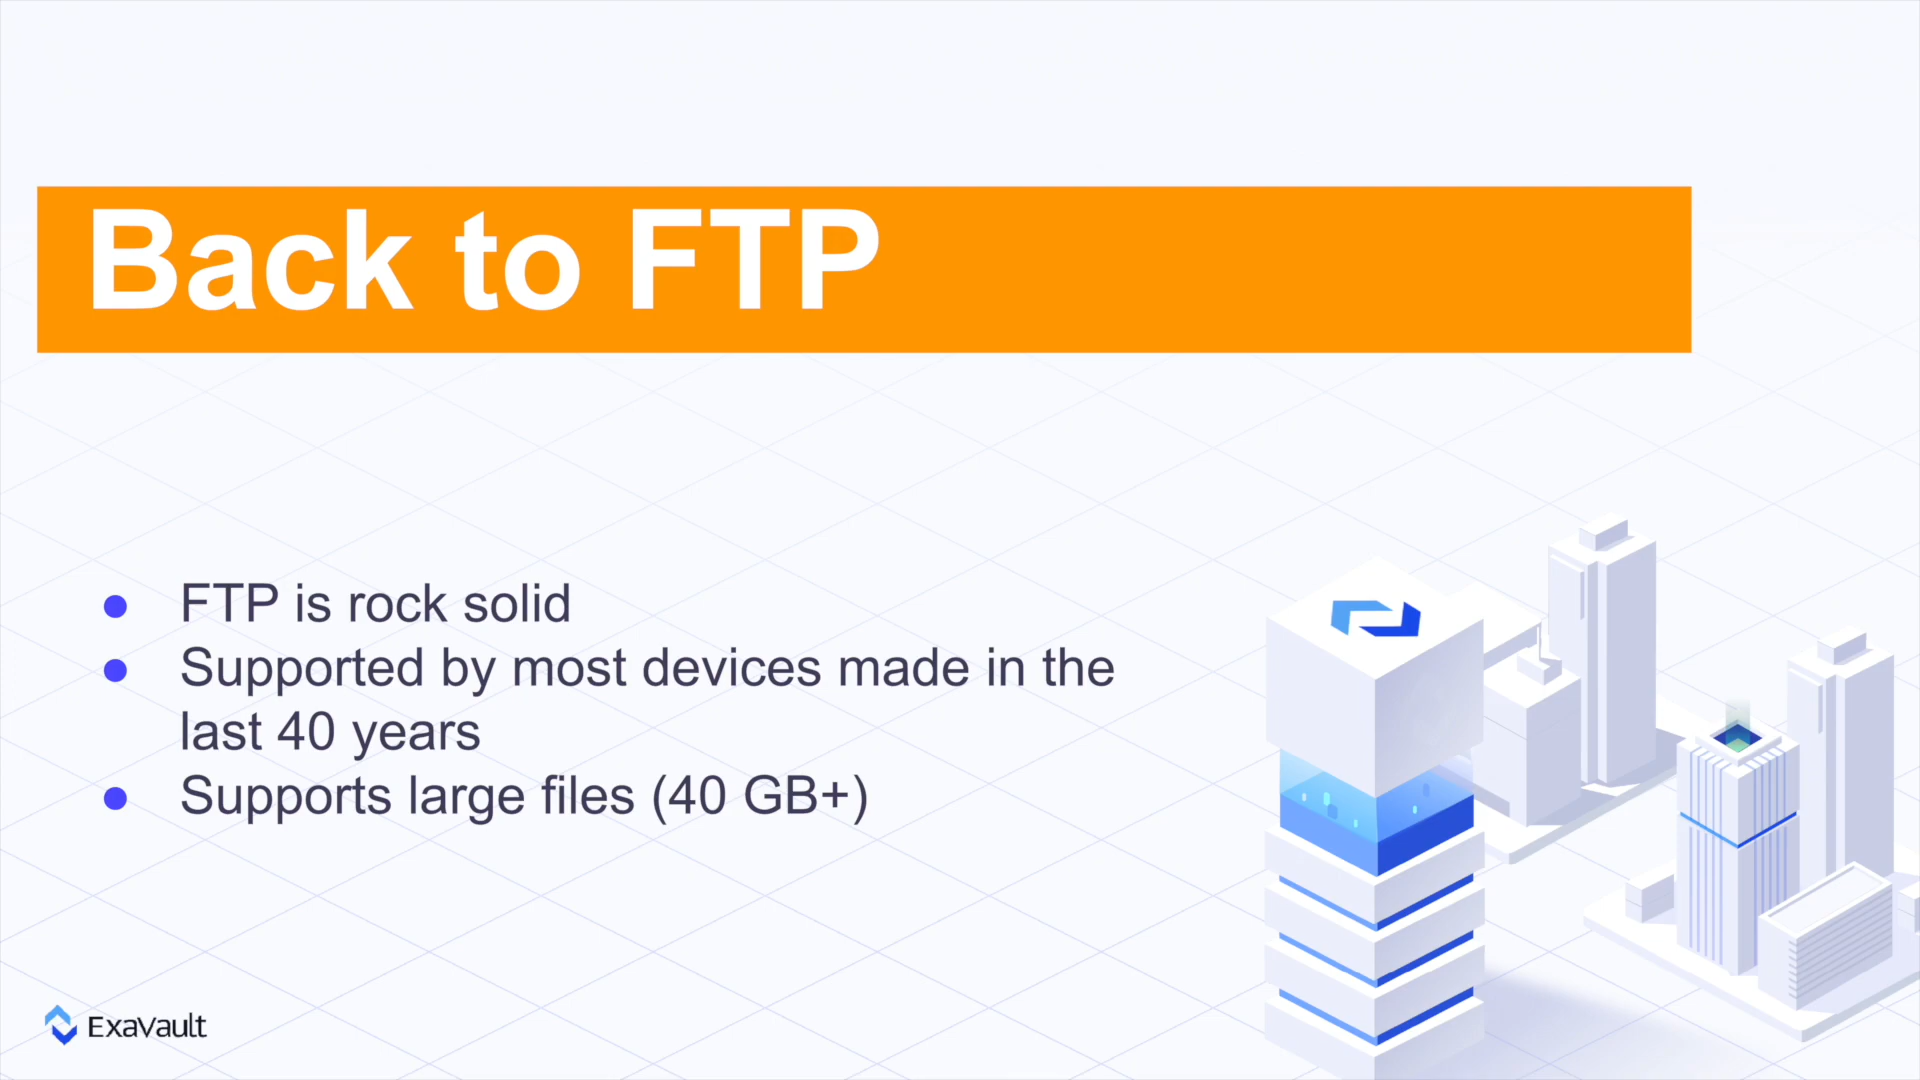 Back to FTP
● FTP is rock solid
● Supported by most devices made in the
last 40 years
● Supports large files (40 GB+)
ExaVault